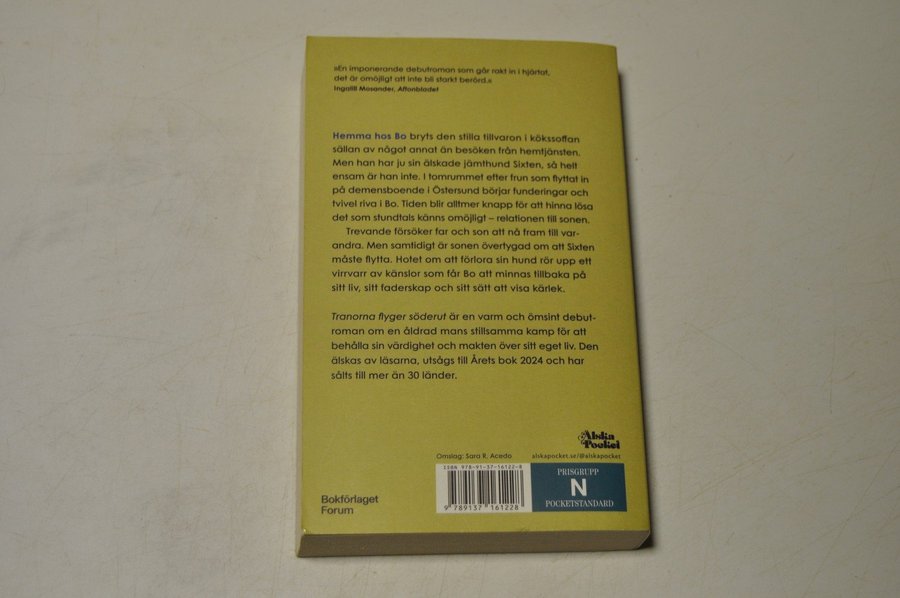 »En imponerande debutroman som går rakt in i hjärtat,
det är omöjligt att inte bli starkt berörd.«
Ingalill Mosander, Aftonbladet
Hemma hos Bo bryts den stilla tillvaron i kökssoffan
sällan av något annat än besöken från hemtjänsten.
Men han har ju sin älskade jämthund Sixten, så helt
ensam är han inte. I tomrummet efter frun som flyttat in
på demensboende i Östersund börjar funderingar och
tvivel riva i Bo. Tiden blir alltmer knapp för att hinna lösa
det som stundtals känns omöjligt – relationen till sonen.
Trevande försöker far och son att nå fram till var-
andra. Men samtidigt är sonen övertygad om att Sixten
måste flytta. Hotet om att förlora sin hund rör upp ett
virrvarr av känslor som får Bo att minnas tillbaka på
sitt liv, sitt faderskap och sitt sätt att visa kärlek.
Tranorna flyger söderut är en varm och ömsint debut-
roman om en åldrad mans stillsamma kamp för att
behålla sin värdighet och makten över sitt eget liv. Den
älskas av läsarna, utsågs till Årets bok 2024 och har
sålts till mer än 30 länder.
Älska
Pocket
Omslag: Sara R. Acedo
alskapocket.se/@alskapocket
ISBN 978-91-37-16122-8
9 789137 161228
PRISGRUPP
N
POCKETSTANDARD
Bokförlaget
Forum